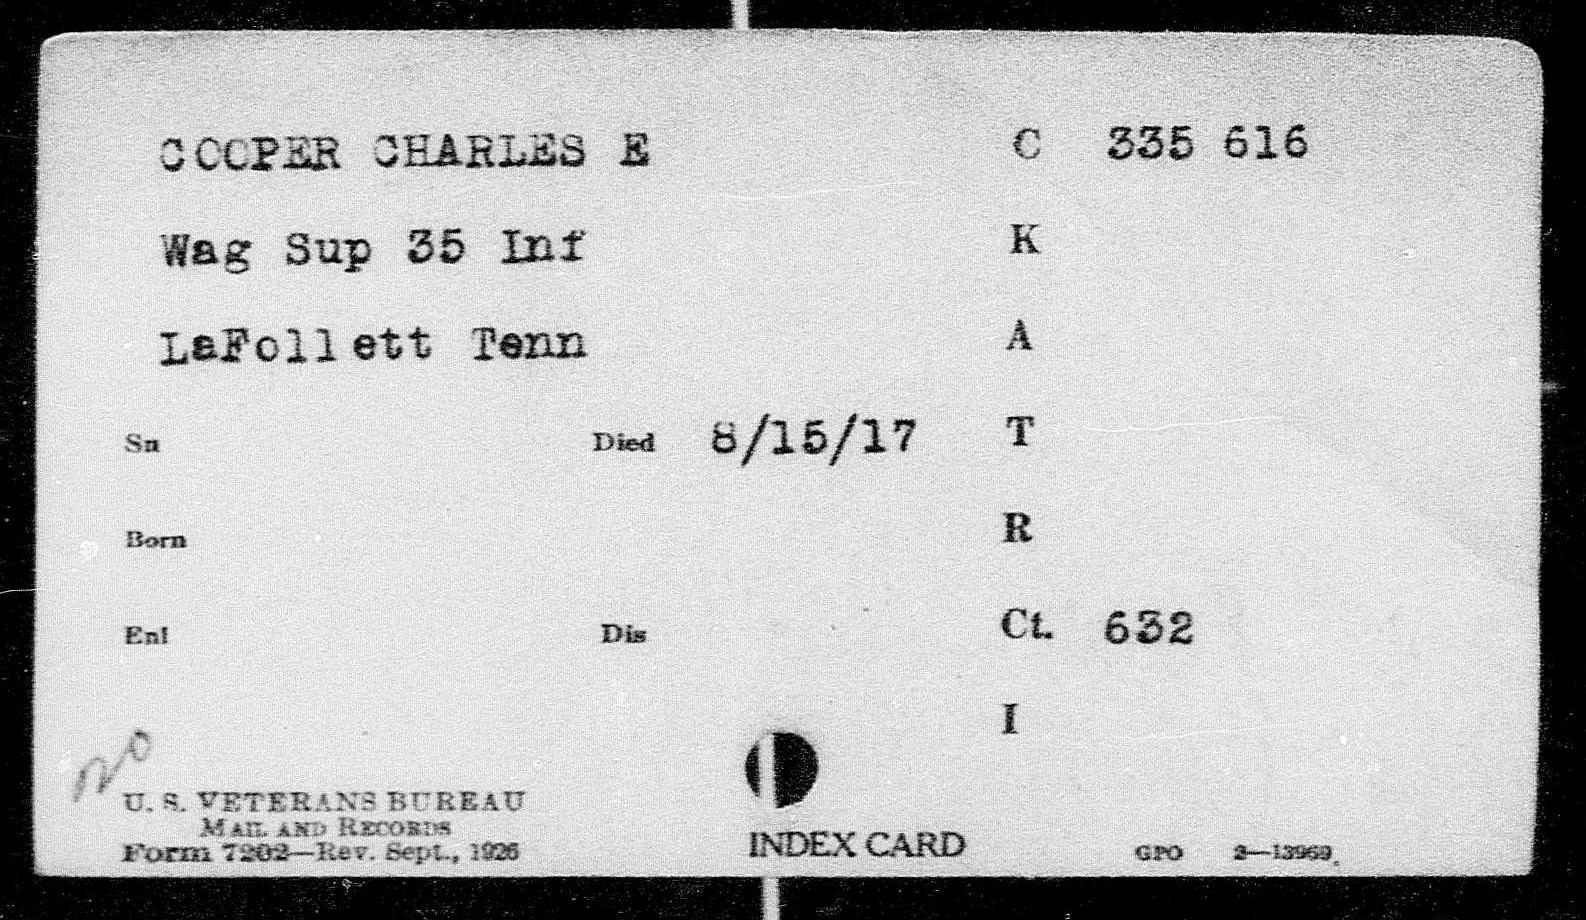 COOPER CHARLES E C 335 616
Wag Sup 35 Inf K
LaFollett Tenn A
Sn Died 8/15/17 T
Born R
Enl Dis Ct. 632
I
no
U. S. VETERANS BUREAU
MAIL AND RECORDS
Form 7202—Rev. Sept., 1926
INDEX CARD
GPO 2—13969